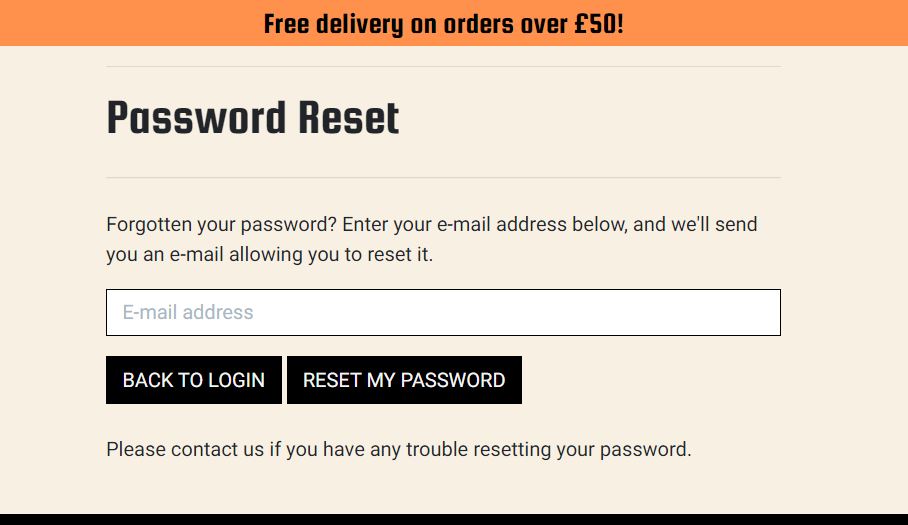 Free delivery on orders over £50!
Password Reset
Forgotten your password? Enter your e-mail address below, and we'll send
you an e-mail allowing you to reset it.
E-mail address
BACK TO LOGIN
RESET MY PASSWORD
Please contact us if you have any trouble resetting your password.